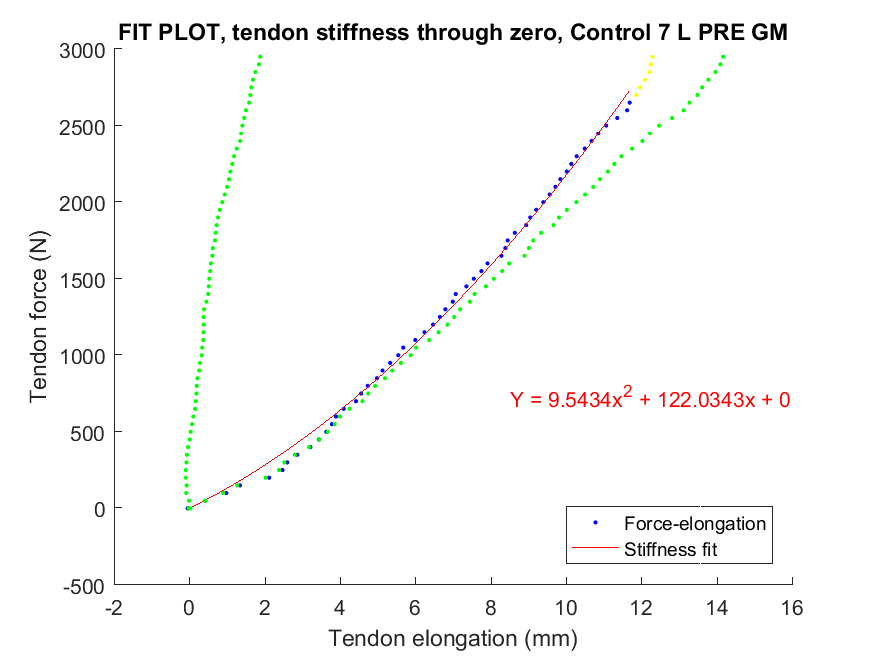 FIT PLOT, tendon stiffness through zero, Control 7 L PRE GM
3000
2500
2000
1500
1000
500
0
-500
Tendon force (N)
Y = 9.5434x² + 122.0343x + 0
Force-elongation
Stiffness fit
-2 0 2 4 6 8 10 12 14 16
Tendon elongation (mm)